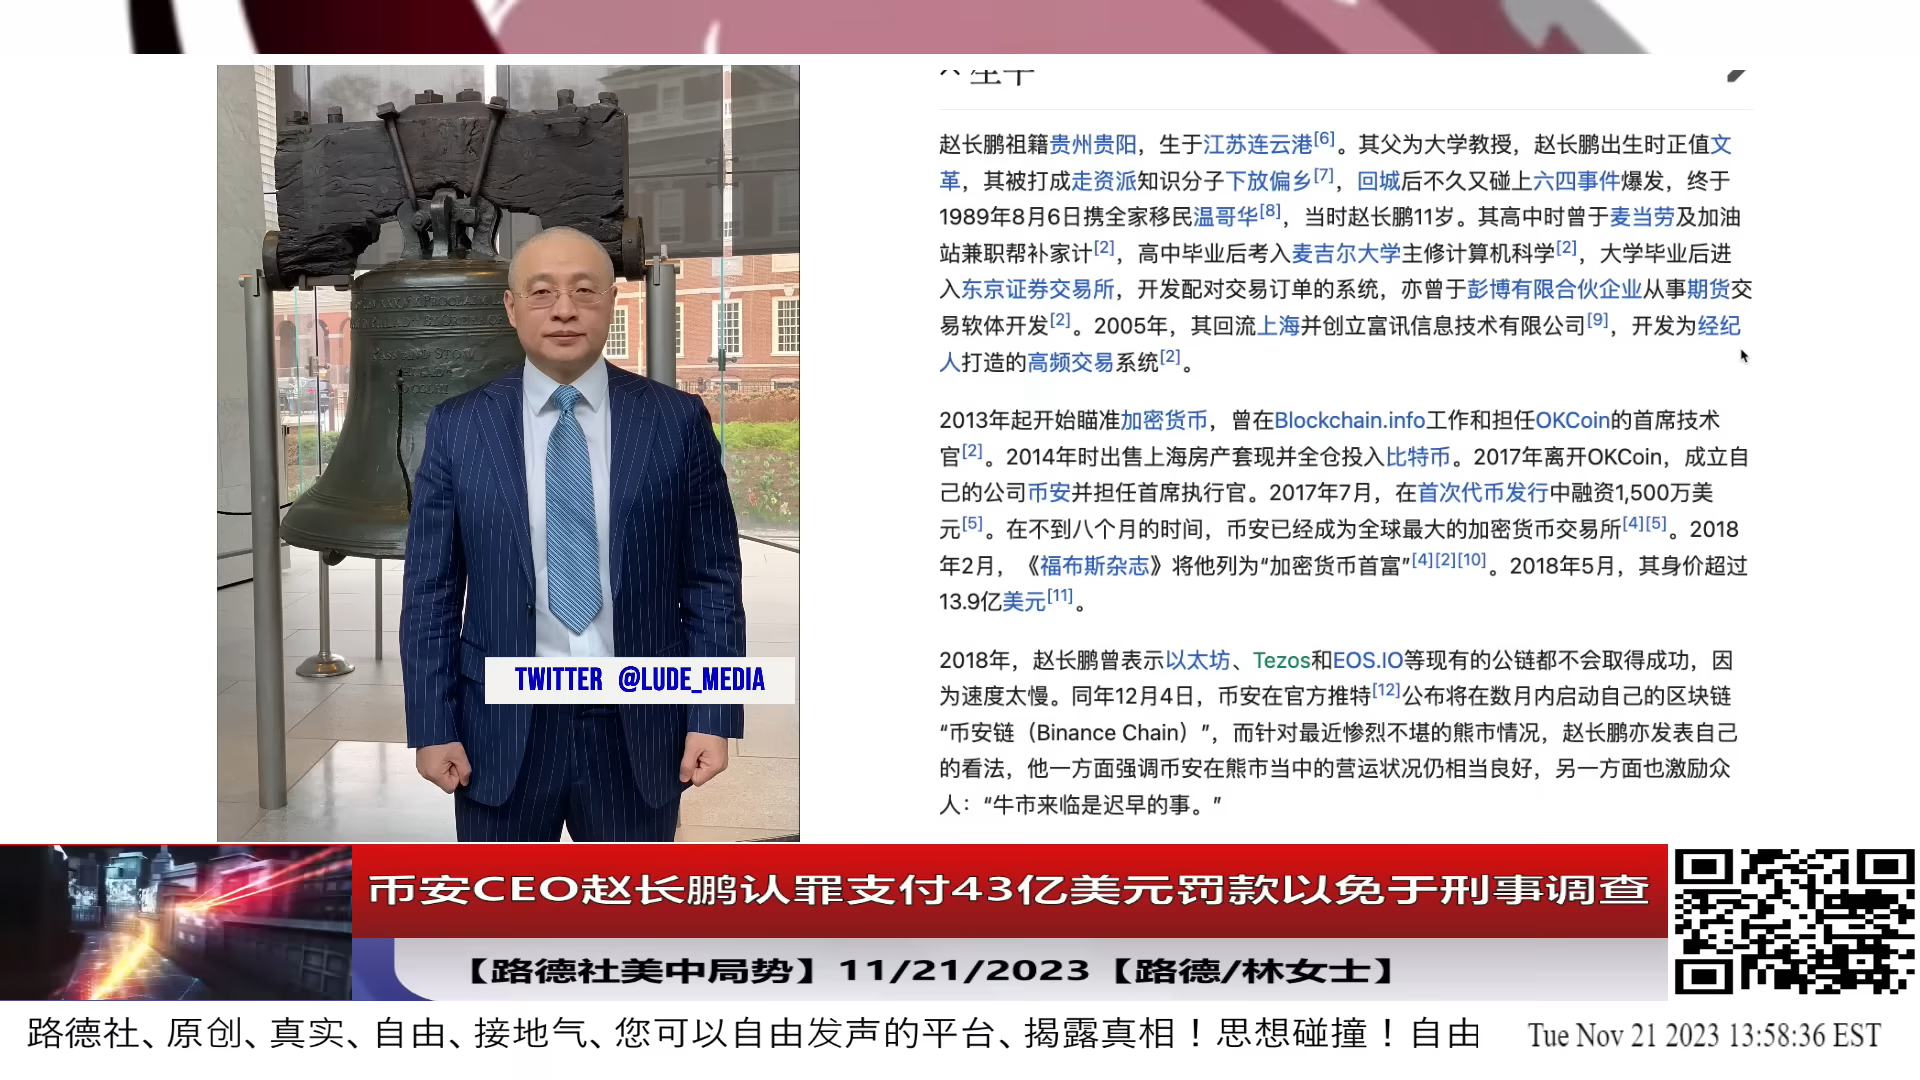 赵长鹏祖籍贵州贵阳，生于江苏连云港[6]。其父为大学教授，赵长鹏出生时正值文
革，其被打成走资派知识分子下放偏乡[7]，回城后不久又碰上六四事件爆发，终于
1989年8月6日携全家移民温哥华[8]，当时赵长鹏11岁。其高中时曾于麦当劳及加油
站兼职帮补家计[2]，高中毕业后考入麦吉尔大学主修计算机科学[2]，大学毕业后进
入东京证券交易所，开发配对交易订单的系统，亦曾于彭博有限合伙企业从事期货交
易软体开发[2]。2005年，其回流上海并创立富讯信息技术有限公司[9]，开发为经纪
人打造的高频交易系统[2]。
2013年起开始瞄准加密货币，曾在Blockchain.info工作和担任OKCoin的首席技术
官[2]。2014年时出售上海房产套现并全仓投入比特币。2017年离开OKCoin，成立自
己的公司币安并担任首席执行官。2017年7月，在首次代币发行中融资1,500万美
元[5]。在不到八个月的时间，币安已经成为全球最大的加密货币交易所[4][5]。2018
年2月，《福布斯杂志》将他列为“加密货币首富”[4][2][10]。2018年5月，其身价超过
13.9亿美元[11]。
2018年，赵长鹏曾表示以太坊、Tezos和EOS.IO等现有的公链都不会取得成功，因
为速度太慢。同年12月4日，币安在官方推特[12]公布将在数月内启动自己的区块链
“币安链（Binance Chain）”，而针对最近惨烈不堪的熊市情况，赵长鹏亦发表自己
的看法，他一方面强调币安在熊市当中的营运状况仍相当良好，另一方面也激励众
人：“牛市来临是迟早的事。”
TWITTER @LUDE_MEDIA
币安CEO赵长鹏认罪支付43亿美元罚款以免于刑事调查
【路德社美中局势】11/21/2023【路德/林女士】
路德社、原创、真实、自由、接地气、您可以自由发声的平台、揭露真相！思想碰撞！自由
Tue Nov 21 2023 13:58:36 EST